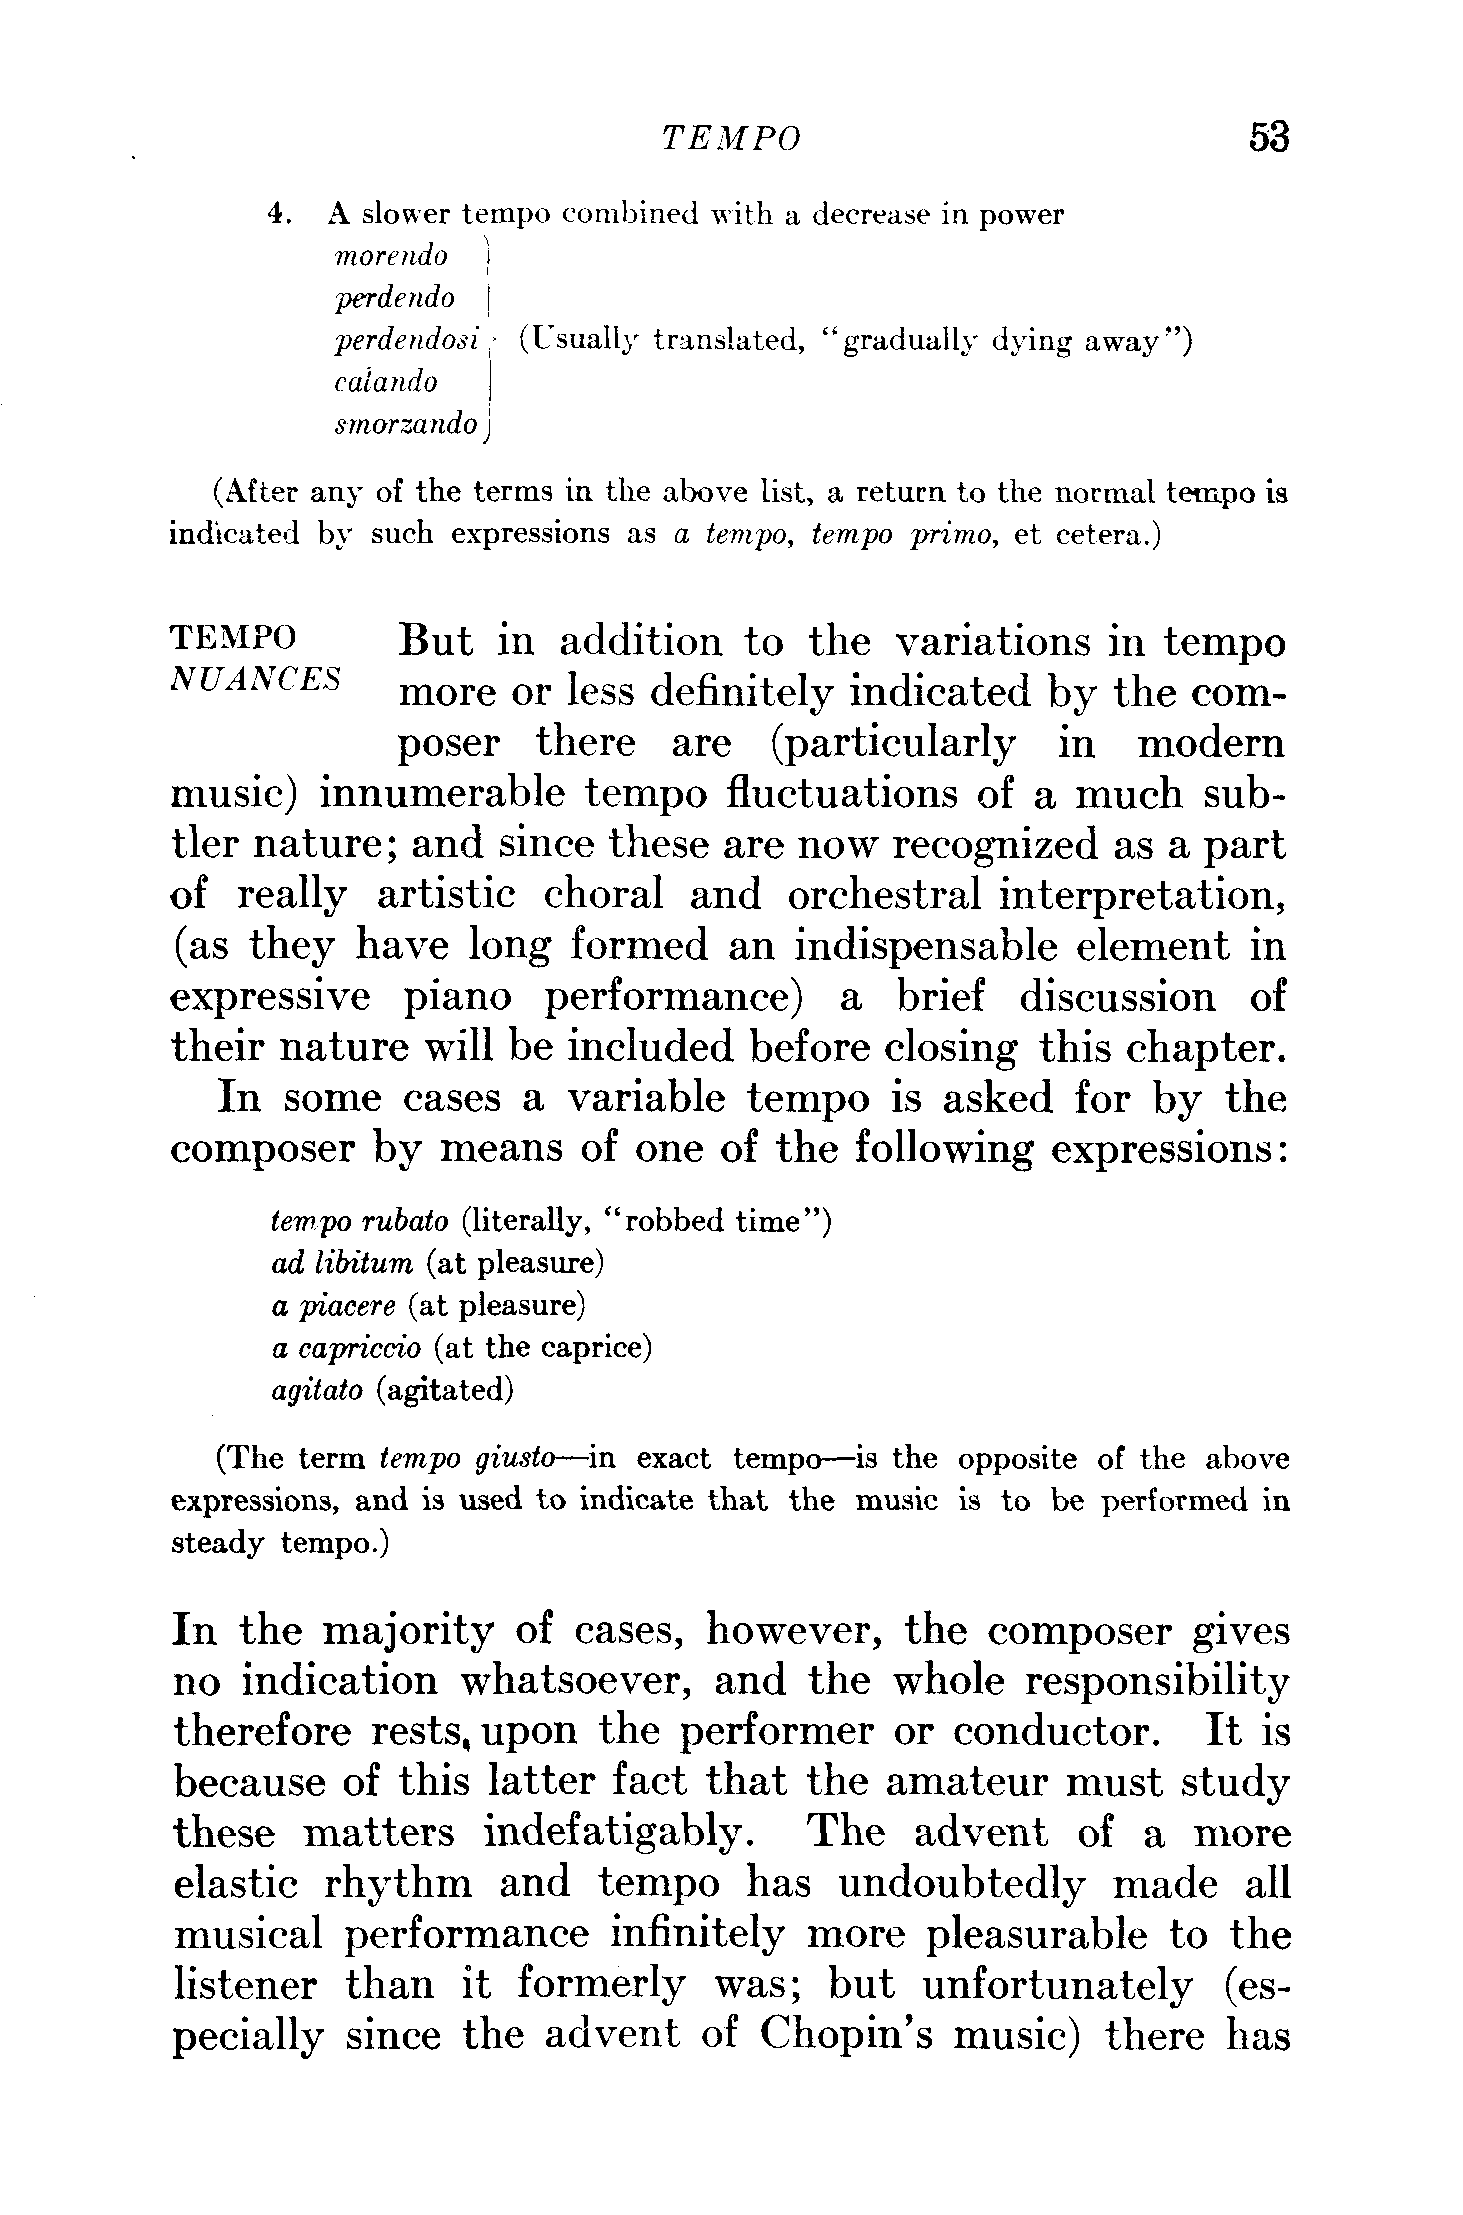 TEMPO 53
4. A slower tempo combined with a decrease in power
morendo
perdendo
perdendosi (Usually translated, "gradually dying away")
calando
smorzando
(After any of the terms in the above list, a return to the normal tempo is
indicated by such expressions as a tempo, tempo primo, et cetera.)
TEMPO
NUANCES
But in addition to the variations in tempo
more or less definitely indicated by the com-
poser there are (particularly in modern
music) innumerable tempo fluctuations of a much sub-
tler nature; and since these are now recognized as a part
of really artistic choral and orchestral interpretation,
(as they have long formed an indispensable element in
expressive piano performance) a brief discussion of
their nature will be included before closing this chapter.
In some cases a variable tempo is asked for by the
composer by means of one of the following expressions:
tempo rubato (literally, "robbed time")
ad libitum (at pleasure)
a piacere (at pleasure)
a capriccio (at the caprice)
agitato (agitated)
(The term tempo giusto—in exact tempo—is the opposite of the above
expressions, and is used to indicate that the music is to be performed in
steady tempo.)
In the majority of cases, however, the composer gives
no indication whatsoever, and the whole responsibility
therefore rests, upon the performer or conductor. It is
because of this latter fact that the amateur must study
these matters indefatigably. The advent of a more
elastic rhythm and tempo has undoubtedly made all
musical performance infinitely more pleasurable to the
listener than it formerly was; but unfortunately (es-
pecially since the advent of Chopin's music) there has